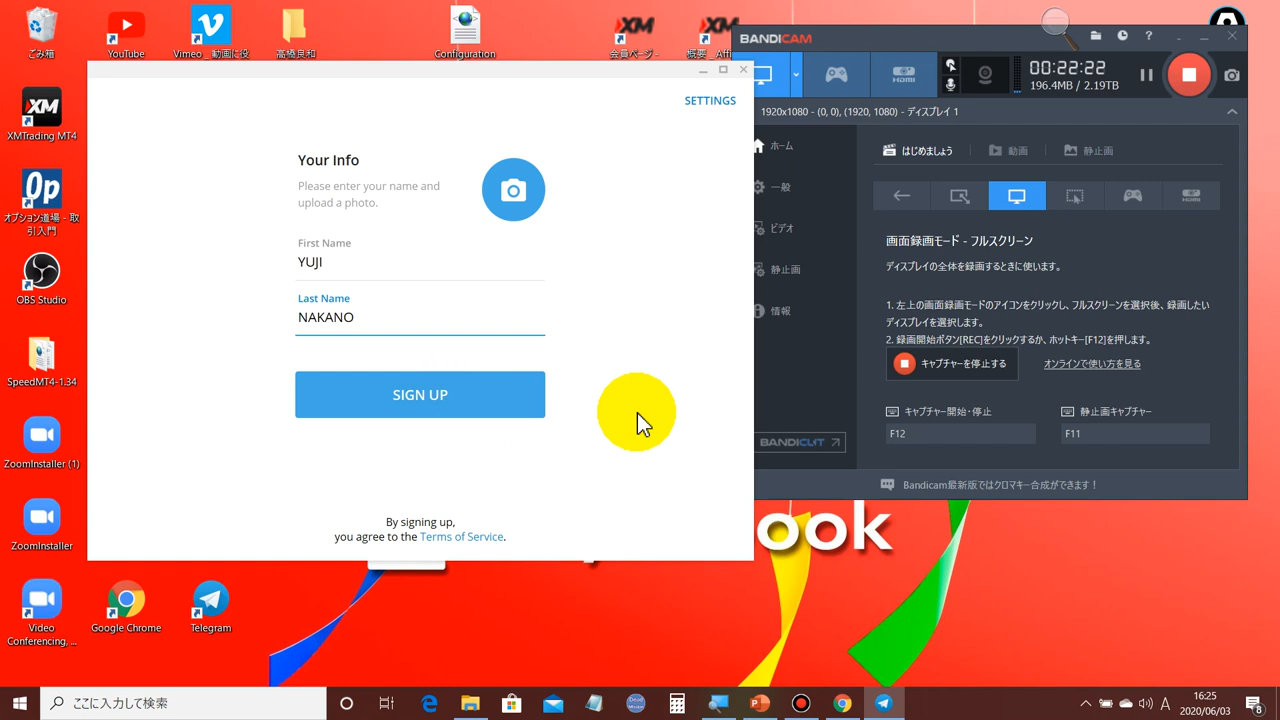 ごみ箱
YouTube
Vimeo _ 動画に役
高橋良和
Configuration
XM
会員ページ -
XM
概要 _ Aff
XM
XMTrading MT4
Op
オプション道場 - 取
引入門
OBS Studio
SpeedMT4-1.34
ZoomInstaller (1)
ZoomInstaller
Video
Conferencing, ...
Google Chrome
Telegram
SETTINGS
Your Info
Please enter your name and
upload a photo.
First Name
YUJI
Last Name
NAKANO
SIGN UP
By signing up,
you agree to the Terms of Service.
BANDICAM
HDMI
00:22:22
196.4MB / 2.19TB
1920x1080 - (0, 0), (1920, 1080) - ディスプレイ 1
ホーム
一般
ビデオ
静止画
情報
BANDICUT
はじめましょう
動画
静止画
HDMI
画面録画モード - フルスクリーン
ディスプレイの全体を録画するときに使います。
1. 左上の画面録画モードのアイコンをクリックし、フルスクリーンを選択後、録画したい
ディスプレイを選択します。
2. 録画開始ボタン[REC]をクリックするか、ホットキー[F12]を押します。
キャプチャーを停止する
オンラインで使い方を見る
キャプチャー開始・停止
静止画キャプチャー
F12
F11
Bandicam最新版ではクロマキー合成ができます！
ook
ここに入力して検索
A
16:25
2020/06/03
8